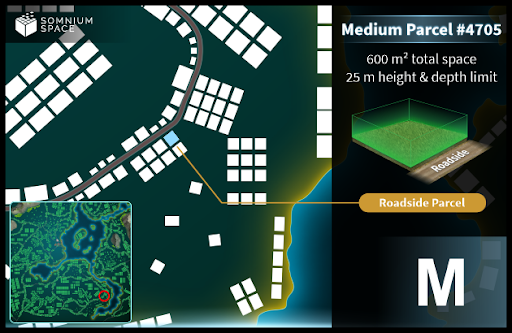 SOMNIUM
SPACE
Medium Parcel #4705
600 m² total space
25 m height & depth limit
Roadside
Roadside Parcel
M